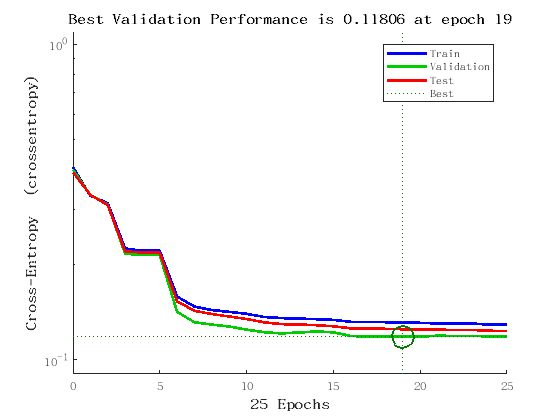 Best Validation Performance is 0.11806 at epoch 19
Cross-Entropy (crossentropy)
10^0
10^-1
Train
Validation
Test
Best
0 5 10 15 20 25
25 Epochs